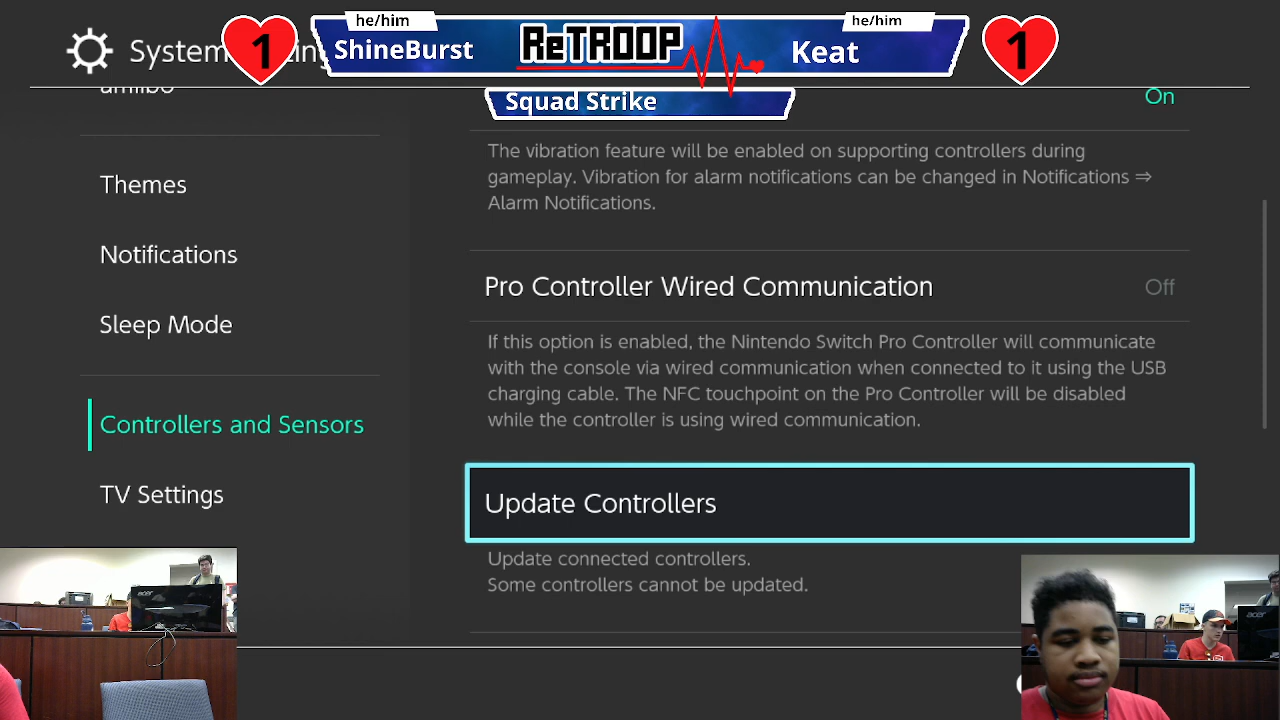 he/him
he/him
System
1
ShineBurst
ReTROOP
Keat
1
amiibo
Squad Strike
On
The vibration feature will be enabled on supporting controllers during
gameplay. Vibration for alarm notifications can be changed in Notifications ⇒
Alarm Notifications.
Themes
Notifications
Sleep Mode
Controllers and Sensors
TV Settings
Pro Controller Wired Communication
Off
If this option is enabled, the Nintendo Switch Pro Controller will communicate
with the console via wired communication when connected to it using the USB
charging cable. The NFC touchpoint on the Pro Controller will be disabled
while the controller is using wired communication.
Update Controllers
Update connected controllers.
Some controllers cannot be updated.
acer
acer